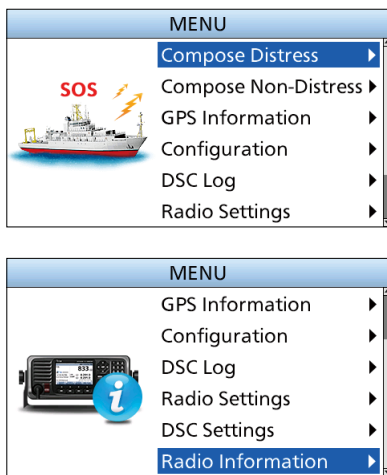 MENU
Compose Distress
SOS
Compose Non-Distress
GPS Information
Configuration
DSC Log
Radio Settings
MENU
GPS Information
Configuration
DSC Log
Radio Settings
DSC Settings
Radio Information